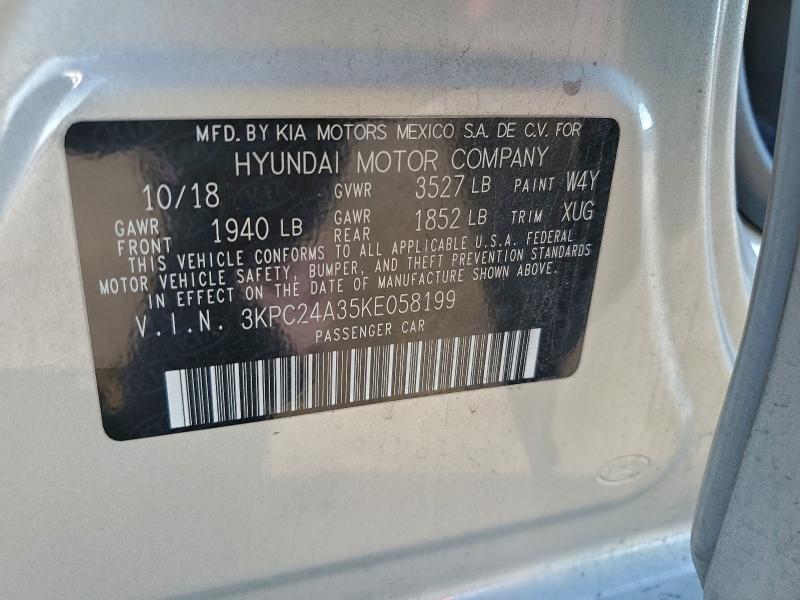 MFD. BY KIA MOTORS MEXICO S.A. DE C.V. FOR
HYUNDAI MOTOR COMPANY
10/18 GVWR 3527 LB PAINT W4Y
GAWR FRONT 1940 LB GAWR REAR 1852 LB TRIM XUG
THIS VEHICLE CONFORMS TO ALL APPLICABLE U.S.A. FEDERAL
MOTOR VEHICLE SAFETY, BUMPER, AND THEFT PREVENTION STANDARDS
IN EFFECT ON THE DATE OF MANUFACTURE SHOWN ABOVE.
V.I.N. 3KPC24A35KE058199
PASSENGER CAR